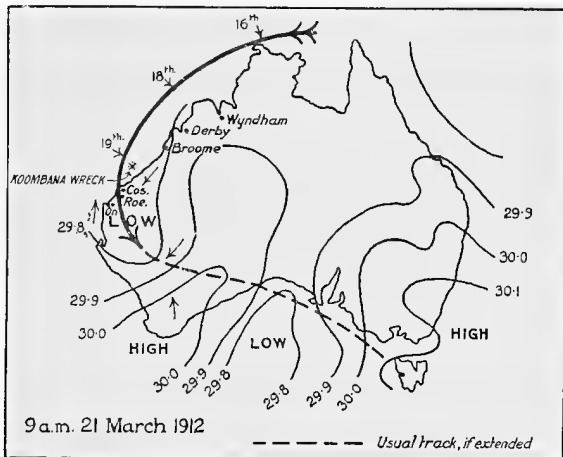 16th.
18th.
Wyndham
Derby
Broome
19th.
KOOMBANA WRECK
Cos.
Roe.
On
LOW
29.8
29.9
30.0
29.9
30.0
30.1
HIGH
LOW
HIGH
30.0
29.9
29.8
29.8
29.9
30.0
9 a.m. 21 March 1912
Usual track, if extended